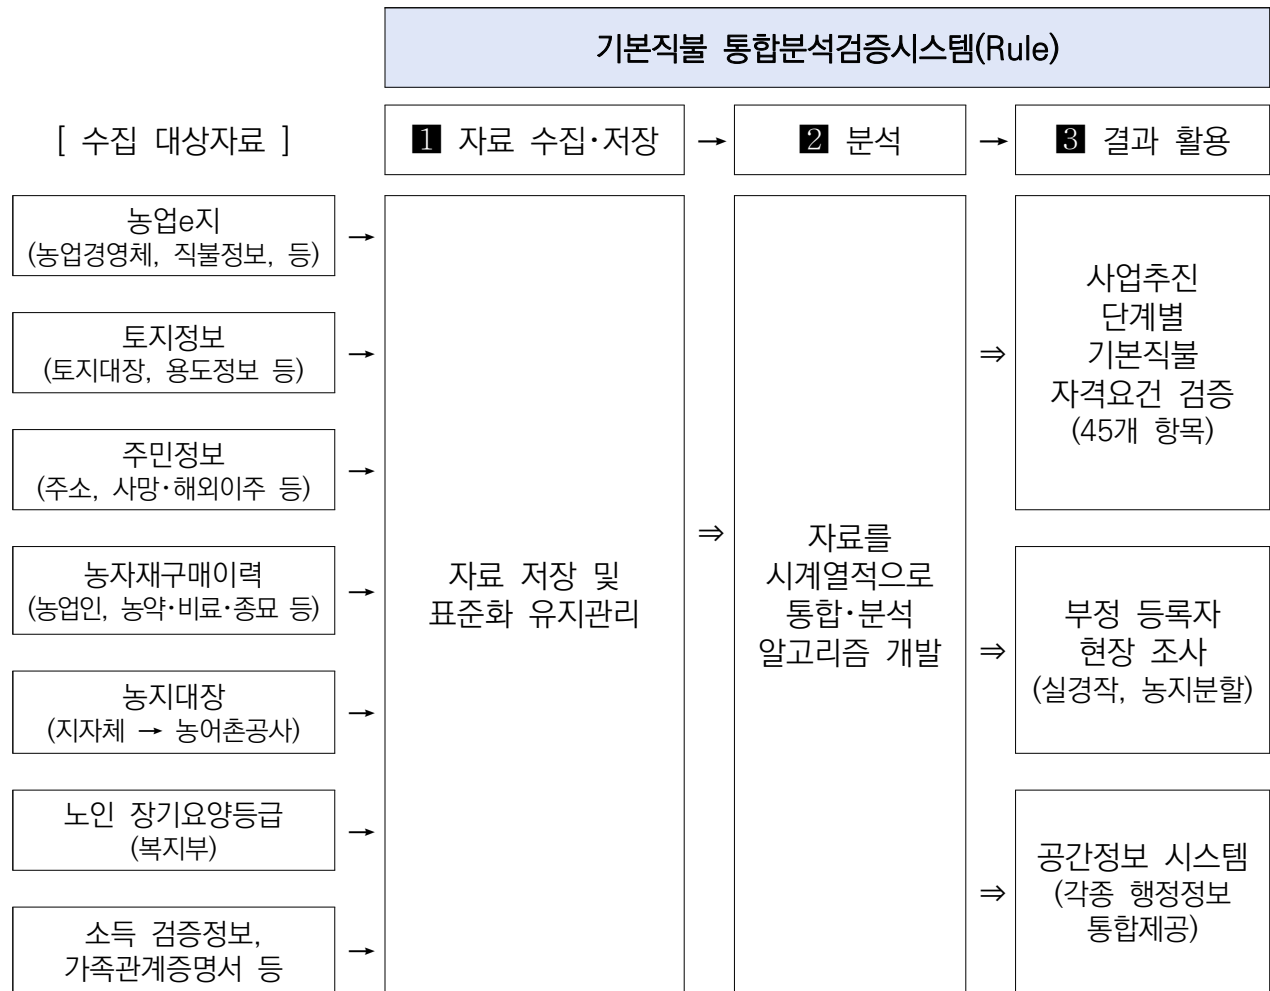 기본직불 통합분석검증시스템(Rule)
[ 수집 대상자료 ]
1 자료 수집·저장
→
2 분석
→
3 결과 활용
농업e지
(농업경영체, 직불정보, 등)
→
토지정보
(토지대장, 용도정보 등)
→
주민정보
(주소, 사망·해외이주 등)
→
농자재구매이력
(농업인, 농약·비료·종묘 등)
→
농지대장
(지자체 → 농어촌공사)
→
노인 장기요양등급
(복지부)
→
소득 검증정보,
가족관계증명서 등
→
자료 저장 및
표준화 유지관리
⇒
자료를
시계열적으로
통합·분석
알고리즘 개발
⇒
사업추진
단계별
기본직불
자격요건 검증
(45개 항목)
⇒
부정 등록자
현장 조사
(실경작, 농지분할)
⇒
공간정보 시스템
(각종 행정정보
통합제공)